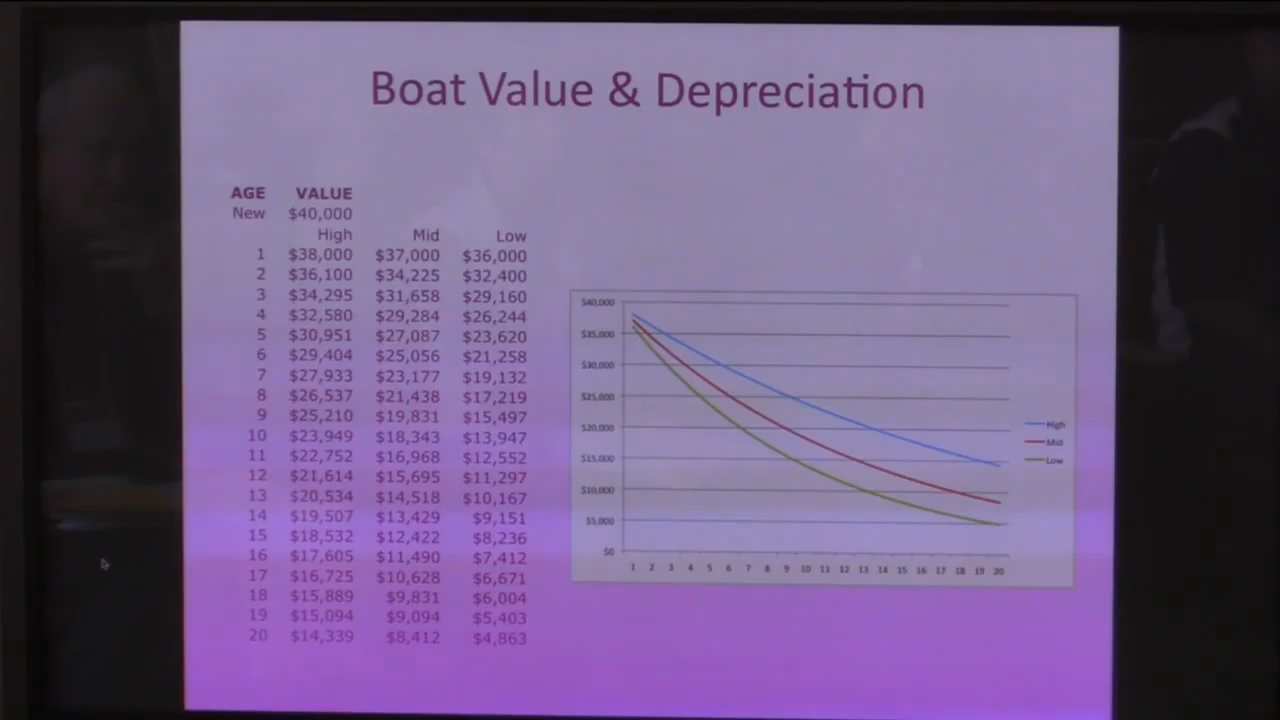 Boat Value & Depreciation
AGE VALUE
New $40,000
High Mid Low
1 $38,000 $37,000 $36,000
2 $36,100 $34,225 $32,400
3 $34,295 $31,658 $29,160
4 $32,580 $29,284 $26,244
5 $30,951 $27,087 $23,620
6 $29,404 $25,056 $21,258
7 $27,933 $23,177 $19,132
8 $26,537 $21,438 $17,219
9 $25,210 $19,831 $15,497
10 $23,949 $18,343 $13,947
11 $22,752 $16,968 $12,552
12 $21,614 $15,695 $11,297
13 $20,534 $14,518 $10,167
14 $19,507 $13,429 $9,151
15 $18,532 $12,422 $8,236
16 $17,605 $11,490 $7,412
17 $16,725 $10,628 $6,671
18 $15,889 $9,831 $6,004
19 $15,094 $9,094 $5,403
20 $14,339 $8,412 $4,863
$40,000
$35,000
$30,000
$25,000
$20,000
$15,000
$10,000
$5,000
$0
1 2 3 4 5 6 7 8 9 10 11 12 13 14 15 16 17 18 19 20
High
Mid
Low